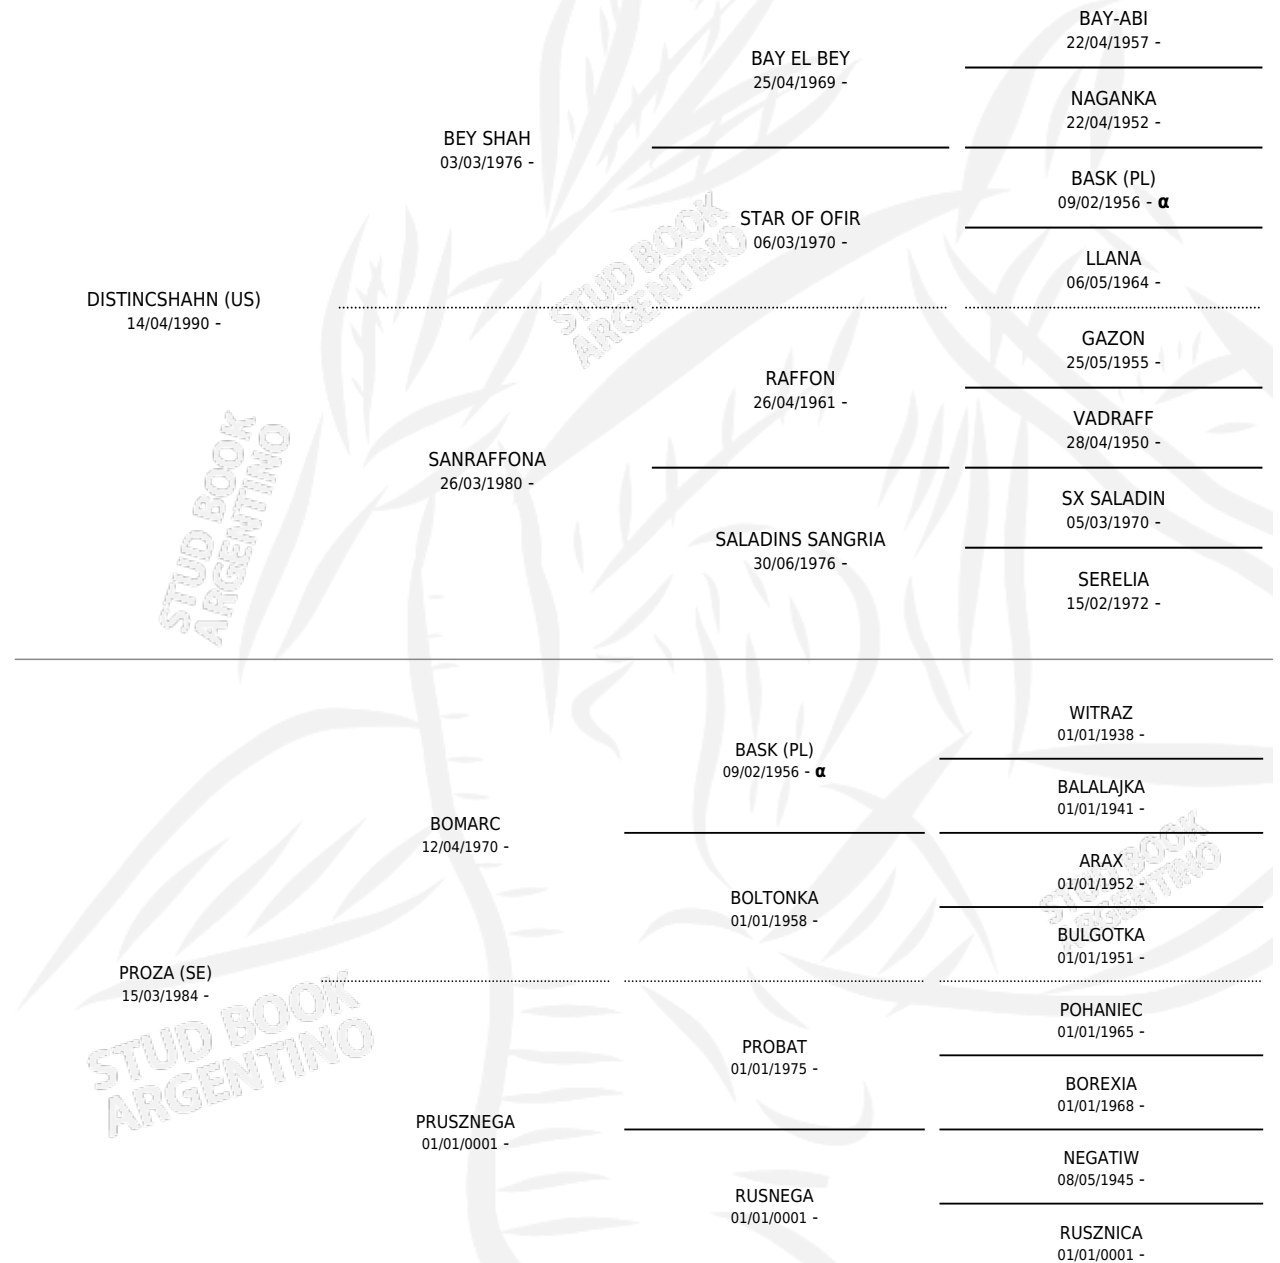 BAY-ABI
22/04/1957 -
BAY EL BEY
25/04/1969 -
NAGANKA
22/04/1952 -
BEY SHAH
03/03/1976 -
BASK (PL)
09/02/1956 - α
STAR OF OFIR
06/03/1970 -
LLANA
06/05/1964 -
DISTINCSHAHN (US)
14/04/1990 -
GAZON
25/05/1955 -
RAFFON
26/04/1961 -
VADRAFF
28/04/1950 -
SANRAFFONA
26/03/1980 -
SX SALADIN
05/03/1970 -
SALADINS SANGRIA
30/06/1976 -
SERELIA
15/02/1972 -
WITRAZ
01/01/1938 -
BASK (PL)
09/02/1956 - α
BALALAJKA
01/01/1941 -
BOMARC
12/04/1970 -
ARAX
01/01/1952 -
BOLTONKA
01/01/1958 -
BULGOTKA
01/01/1951 -
PROZA (SE)
15/03/1984 -
POHANIEC
01/01/1965 -
PROBAT
01/01/1975 -
BOREXIA
01/01/1968 -
PRUSZNEGA
01/01/0001 -
NEGATIW
08/05/1945 -
RUSNEGA
01/01/0001 -
RUSZNICA
01/01/0001 -
STUD BOOK
ARGENTINO
STUD BOOK
ARGENTINO
STUD BOOK
ARGENTINO
STUD BOOK
ARGENTINO